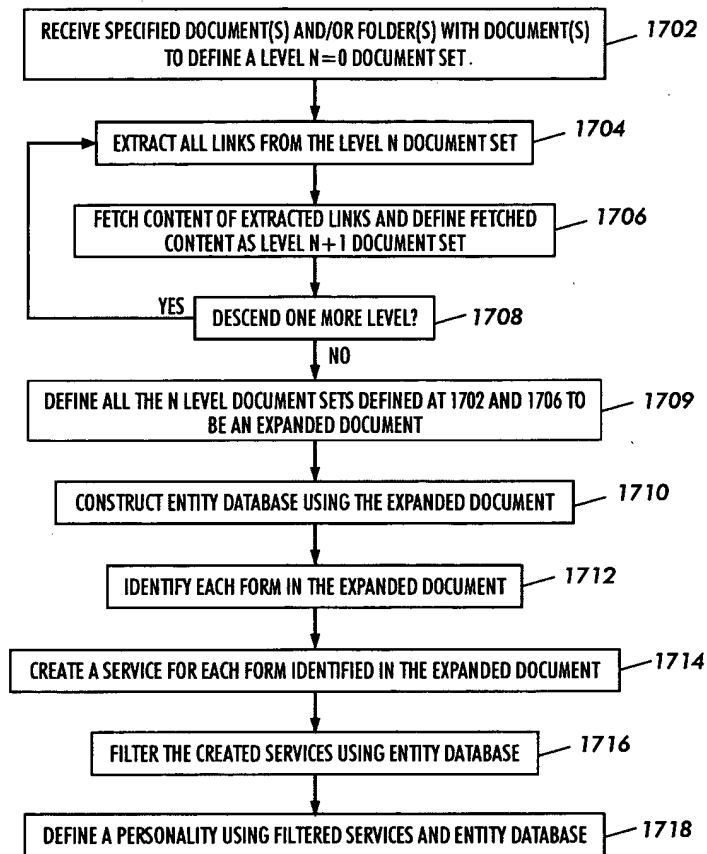 RECEIVE SPECIFIED DOCUMENT(S) AND/OR FOLDER(S) WITH DOCUMENT(S)
TO DEFINE A LEVEL N=0 DOCUMENT SET.
1702
EXTRACT ALL LINKS FROM THE LEVEL N DOCUMENT SET
1704
FETCH CONTENT OF EXTRACTED LINKS AND DEFINE FETCHED
CONTENT AS LEVEL N+1 DOCUMENT SET
1706
YES
DESCEND ONE MORE LEVEL?
1708
NO
DEFINE ALL THE N LEVEL DOCUMENT SETS DEFINED AT 1702 AND 1706 TO
BE AN EXPANDED DOCUMENT
1709
CONSTRUCT ENTITY DATABASE USING THE EXPANDED DOCUMENT
1710
IDENTIFY EACH FORM IN THE EXPANDED DOCUMENT
1712
CREATE A SERVICE FOR EACH FORM IDENTIFIED IN THE EXPANDED DOCUMENT
1714
FILTER THE CREATED SERVICES USING ENTITY DATABASE
1716
DEFINE A PERSONALITY USING FILTERED SERVICES AND ENTITY DATABASE
1718